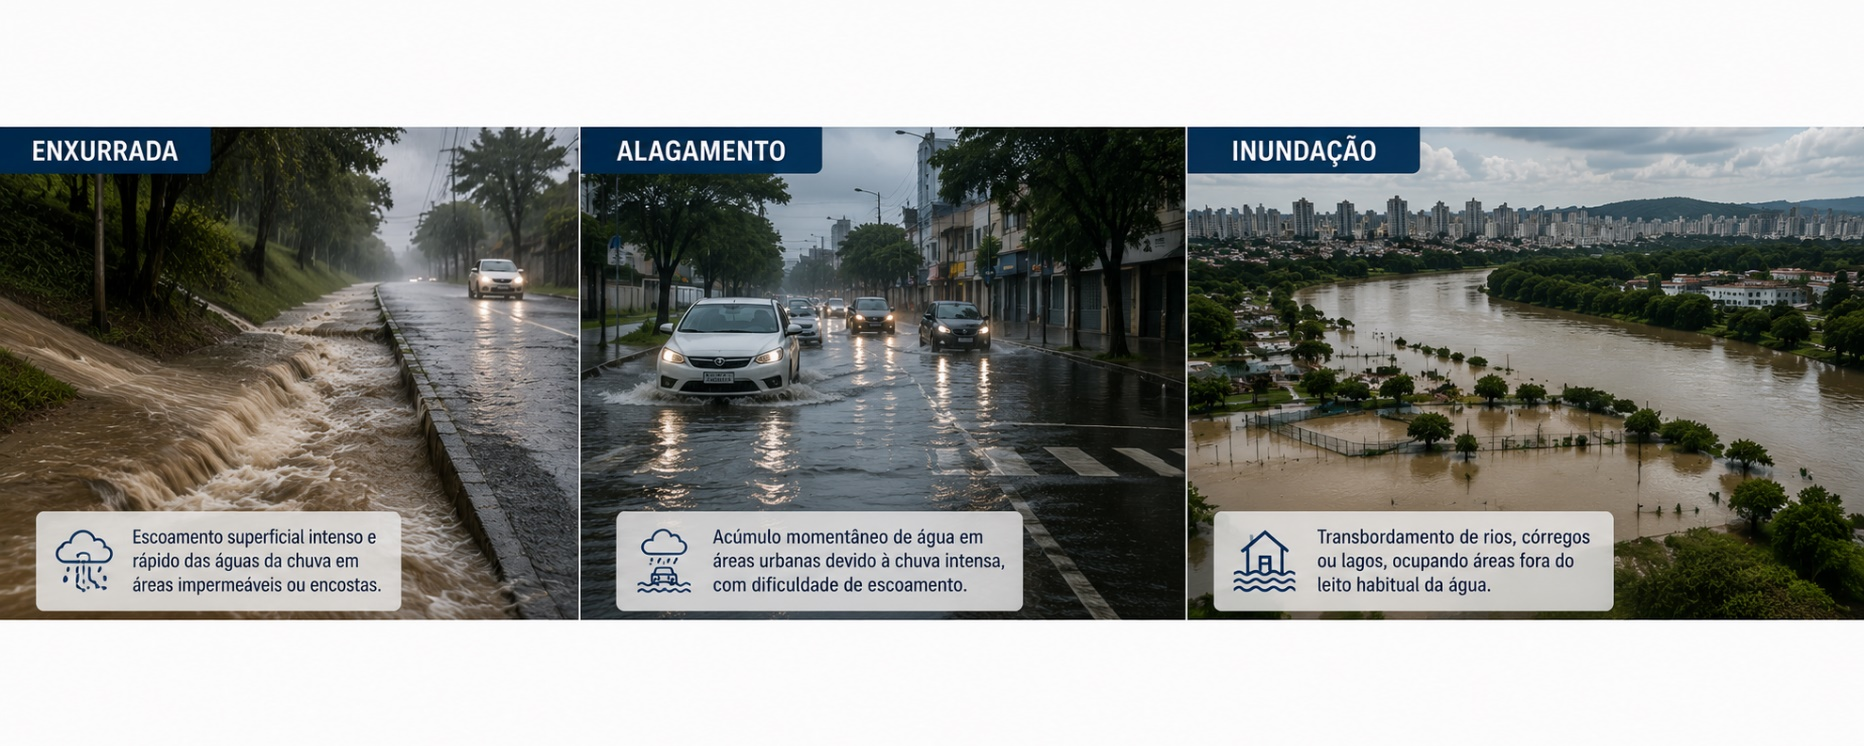 ENXURRADA
Escoamento superficial intenso e
rápido das águas da chuva em
áreas impermeáveis ou encostas.
ALAGAMENTO
Acúmulo momentâneo de água em
áreas urbanas devido à chuva intensa,
com dificuldade de escoamento.
INUNDAÇÃO
Transbordamento de rios, córregos
ou lagos, ocupando áreas fora do
leito habitual da água.